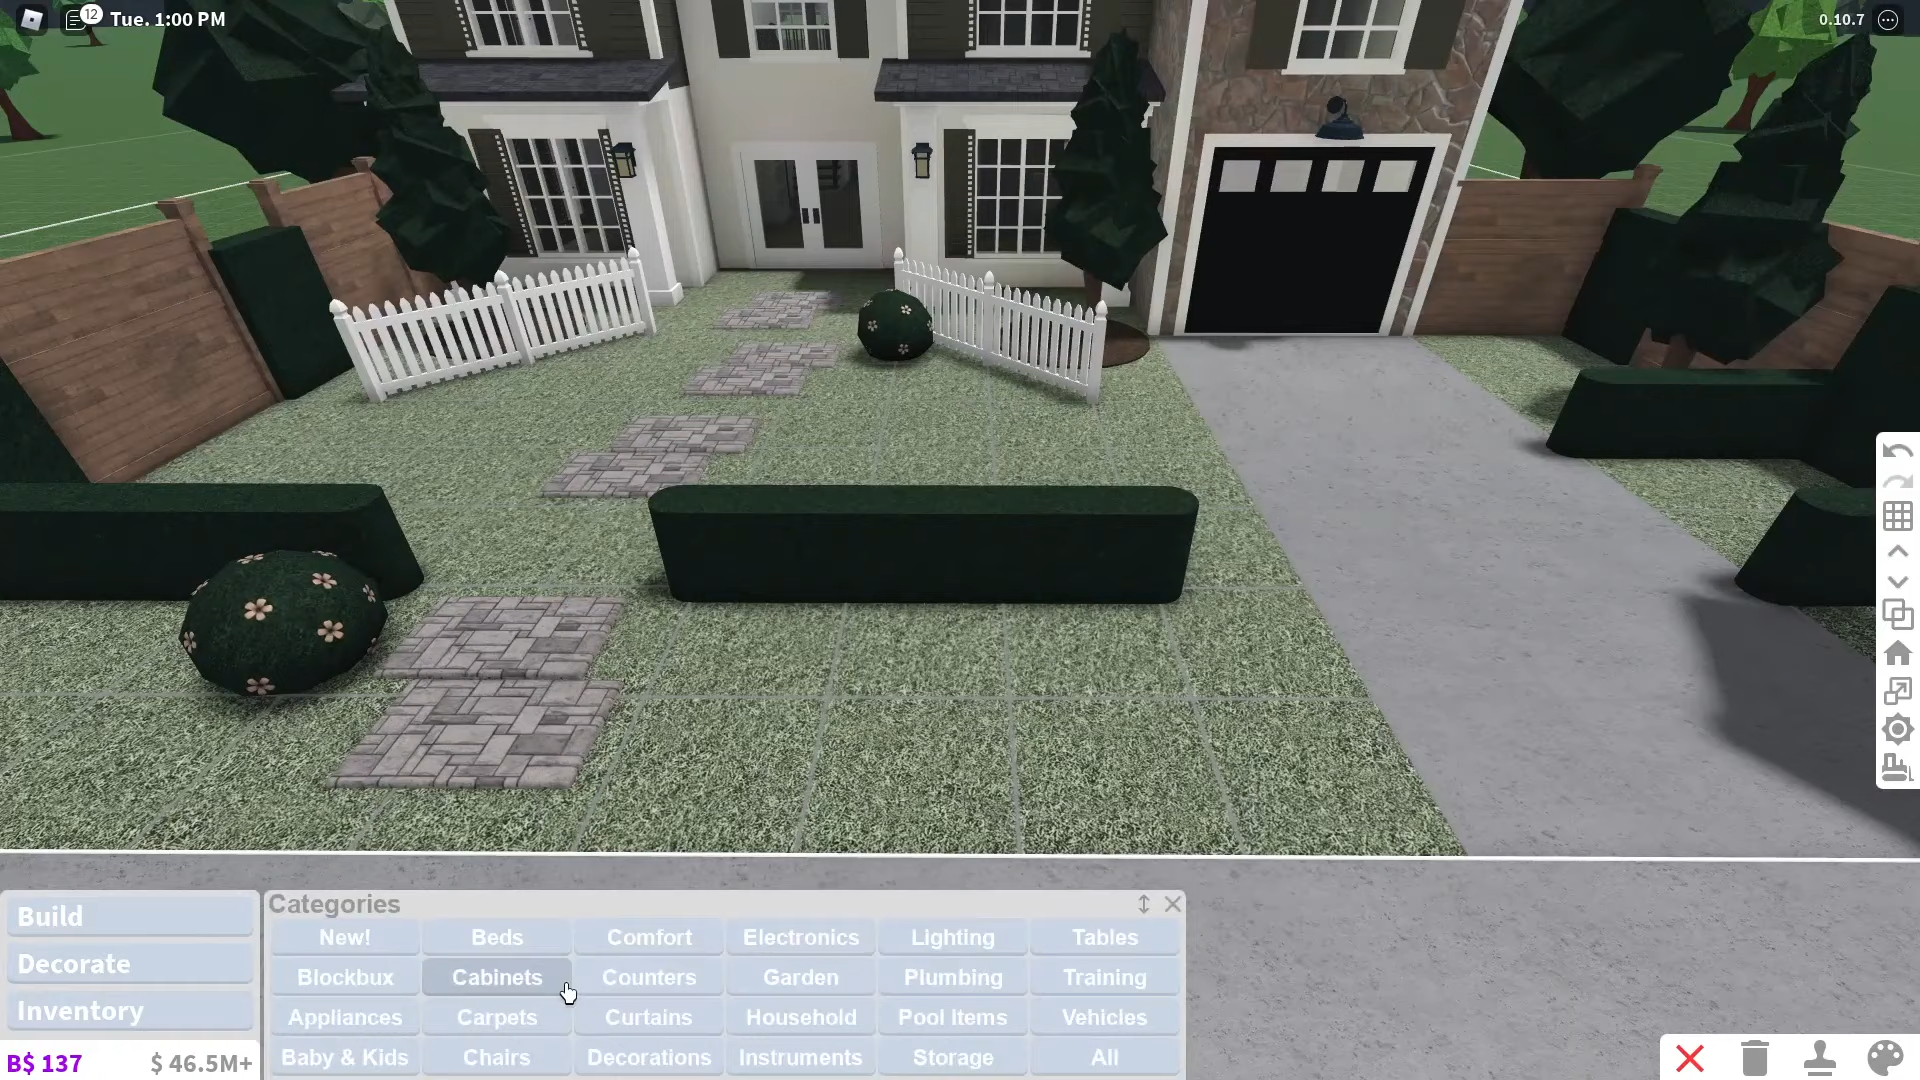 12
Tue. 1:00 PM
0.10.7
Build
Decorate
Inventory
B$ 137
$ 46.5M+
Categories
New! Beds Comfort Electronics Lighting Tables
Blockbux Cabinets Counters Garden Plumbing Training
Appliances Carpets Curtains Household Pool Items Vehicles
Baby & Kids Chairs Decorations Instruments Storage All